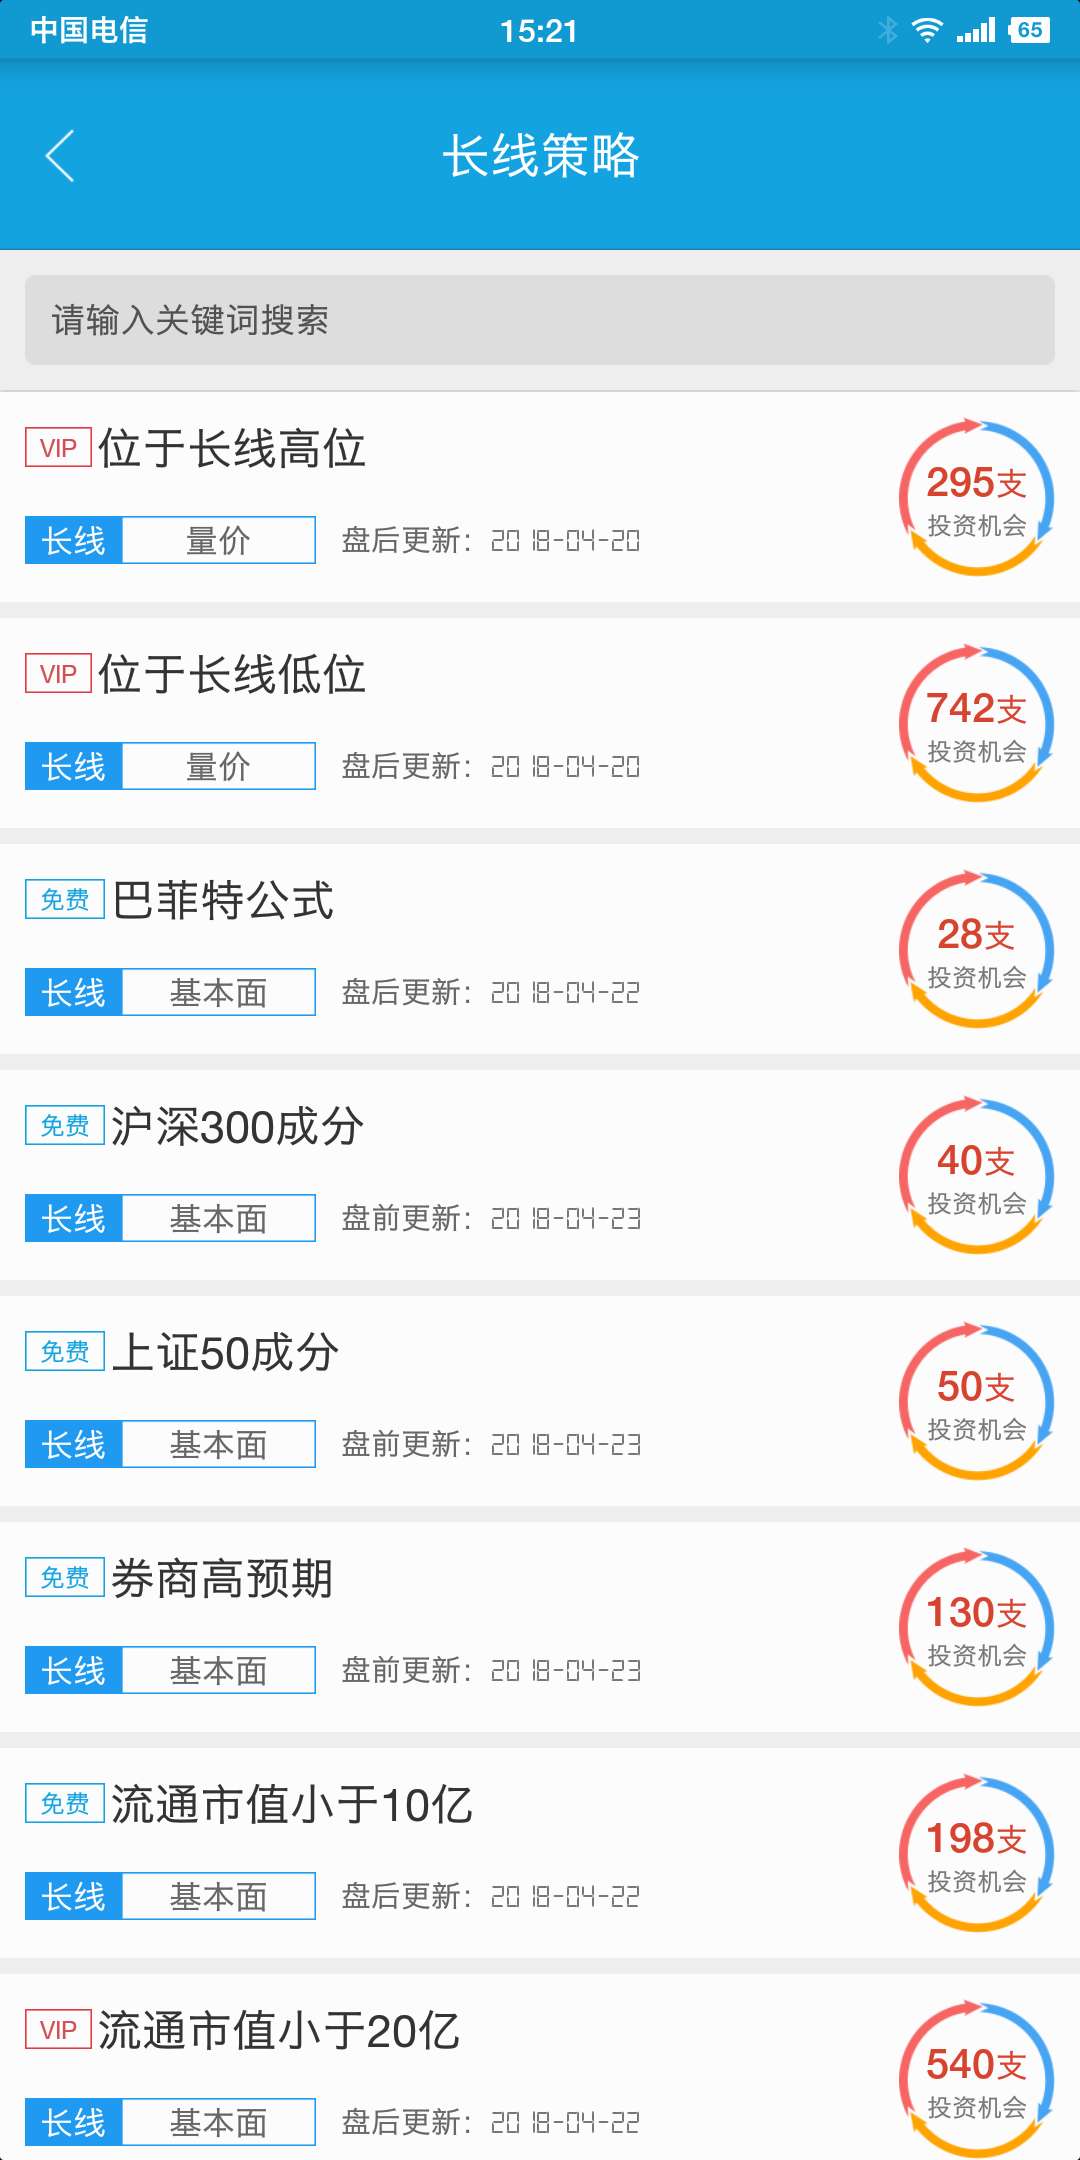 中国电信 15:21 65
长线策略
请输入关键词搜索
VIP 位于长线高位
295支
投资机会
长线 量价 盘后更新：2018-04-20
VIP 位于长线低位
742支
投资机会
长线 量价 盘后更新：2018-04-20
免费 巴菲特公式
28支
投资机会
长线 基本面 盘后更新：2018-04-22
免费 沪深300成分
40支
投资机会
长线 基本面 盘前更新：2018-04-23
免费 上证50成分
50支
投资机会
长线 基本面 盘前更新：2018-04-23
免费 券商高预期
130支
投资机会
长线 基本面 盘前更新：2018-04-23
免费 流通市值小于10亿
198支
投资机会
长线 基本面 盘后更新：2018-04-22
VIP 流通市值小于20亿
540支
投资机会
长线 基本面 盘后更新：2018-04-22